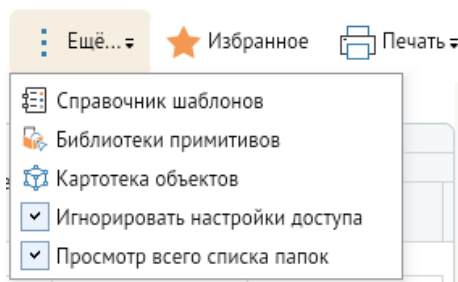 Ещё...
Избранное
Печать
Справочник шаблонов
Библиотеки примитивов
Картотека объектов
Игнорировать настройки доступа
Просмотр всего списка папок